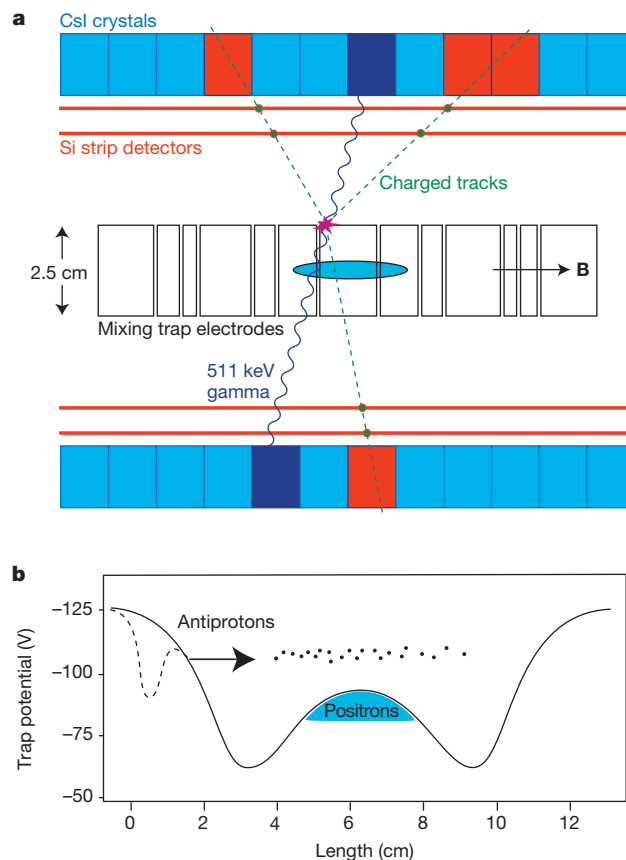 a
CsI crystals
Si strip detectors
Charged tracks
2.5 cm
B
Mixing trap electrodes
511 keV
gamma
b
Trap potential (V)
–125
–100
–75
–50
Antiprotons
Positrons
0
2
4
6
8
10
12
Length (cm)